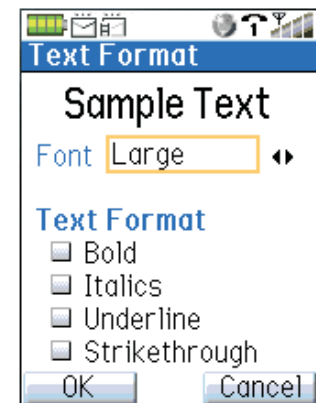 Text Format
Sample Text
Font Large
Text Format
Bold
Italics
Underline
Strikethrough
OK Cancel